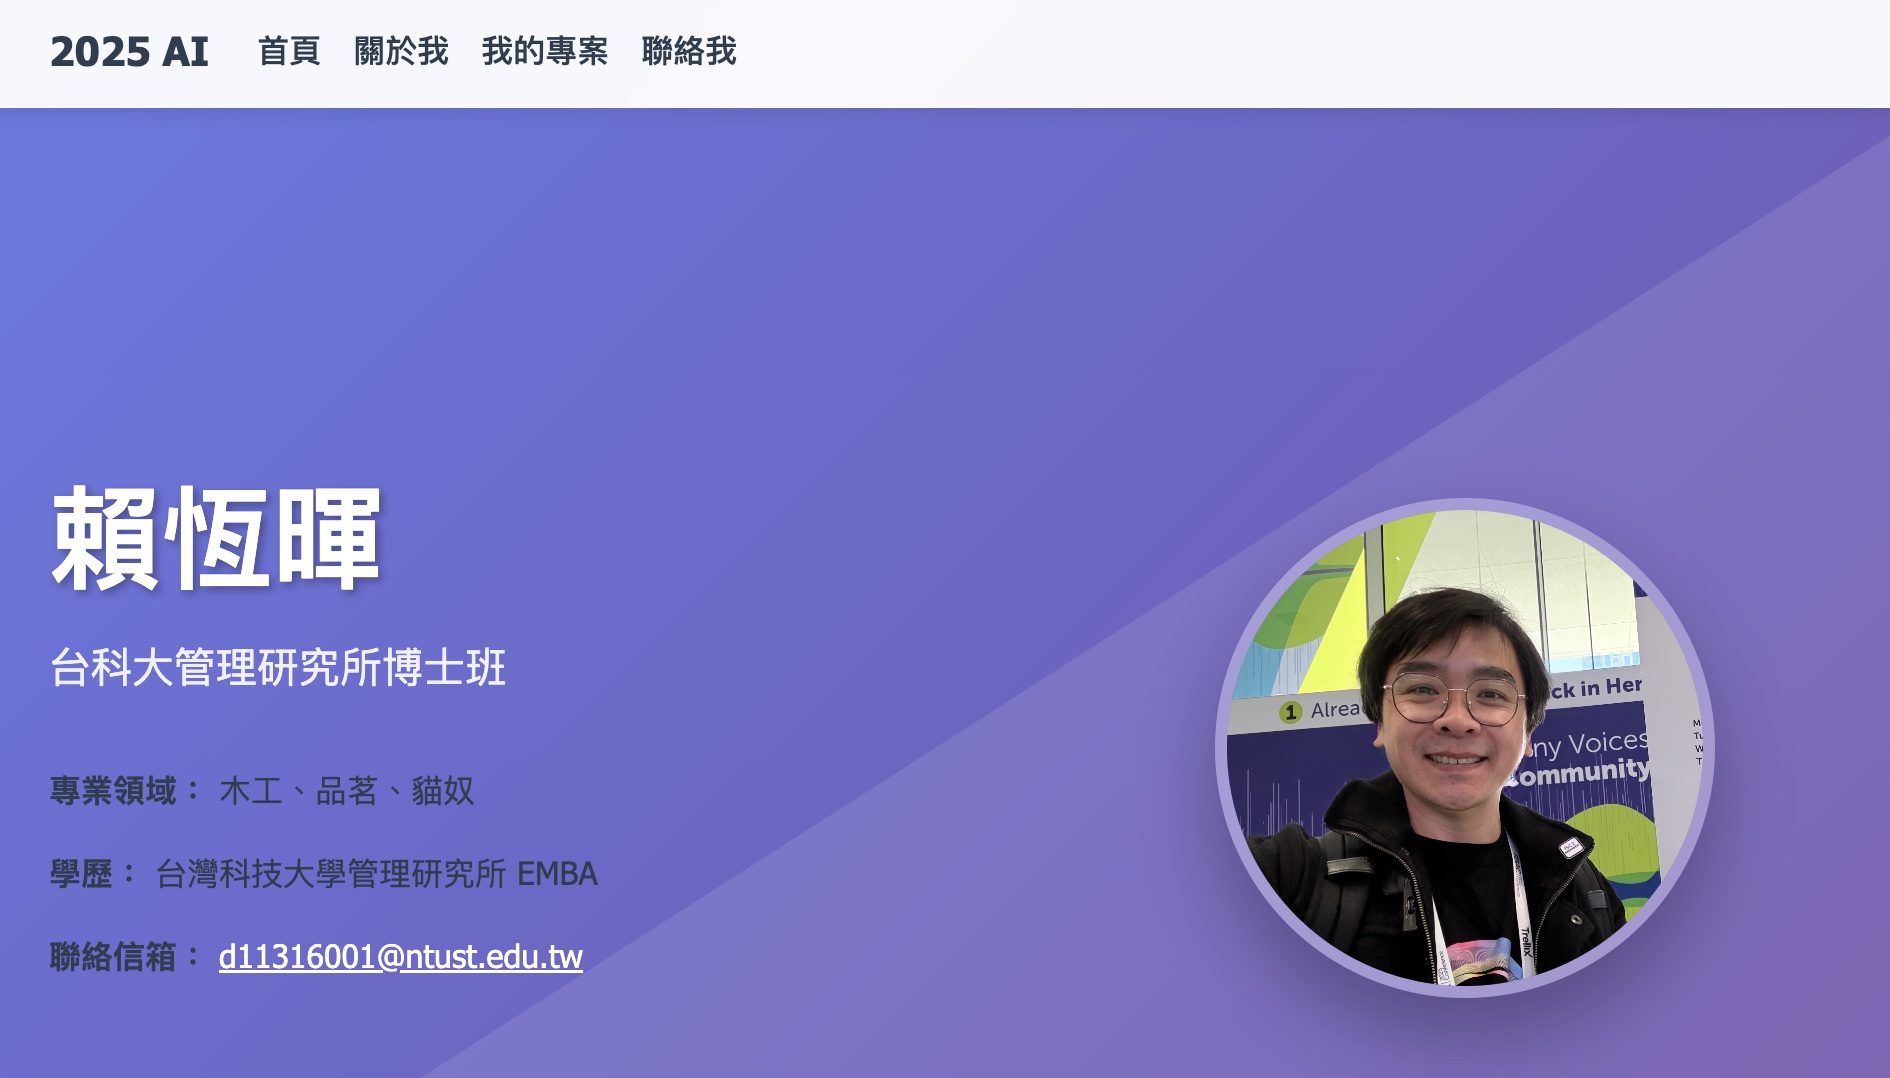 2025 AI 首頁 關於我 我的專案 聯絡我
賴恆暉
台科大管理研究所博士班
專業領域： 木工、品茗、貓奴
學歷： 台灣科技大學管理研究所 EMBA
聯絡信箱： d11316001@ntust.edu.tw
ck in Her
1 Alrea
ny Voices
ommunity
Trellix